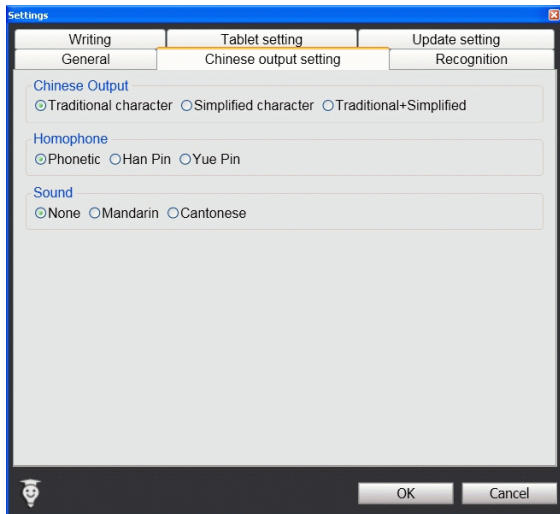 Settings
Writing Tablet setting Update setting
General Chinese output setting Recognition
Chinese Output
Traditional character Simplified character Traditional+Simplified
Homophone
Phonetic Han Pin Yue Pin
Sound
None Mandarin Cantonese
OK Cancel